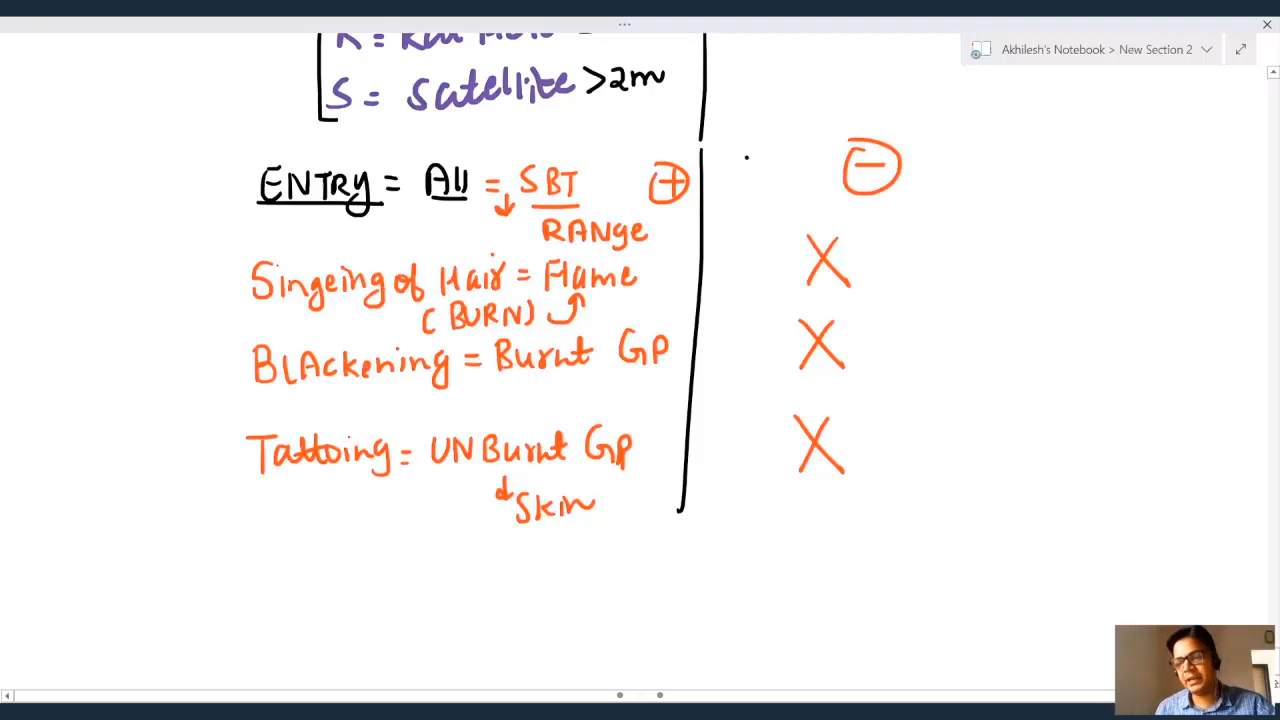 Akhilesh's Notebook > New Section 2
S = Satellite >2m
ENTRY = All = SBT ⊕ ⊖
↓ RANge
Singeing of Hair = Flame X
(BURN)
BLAckening = Burnt GP X
Tattoing = UNBurnt GP X
↓ Skin